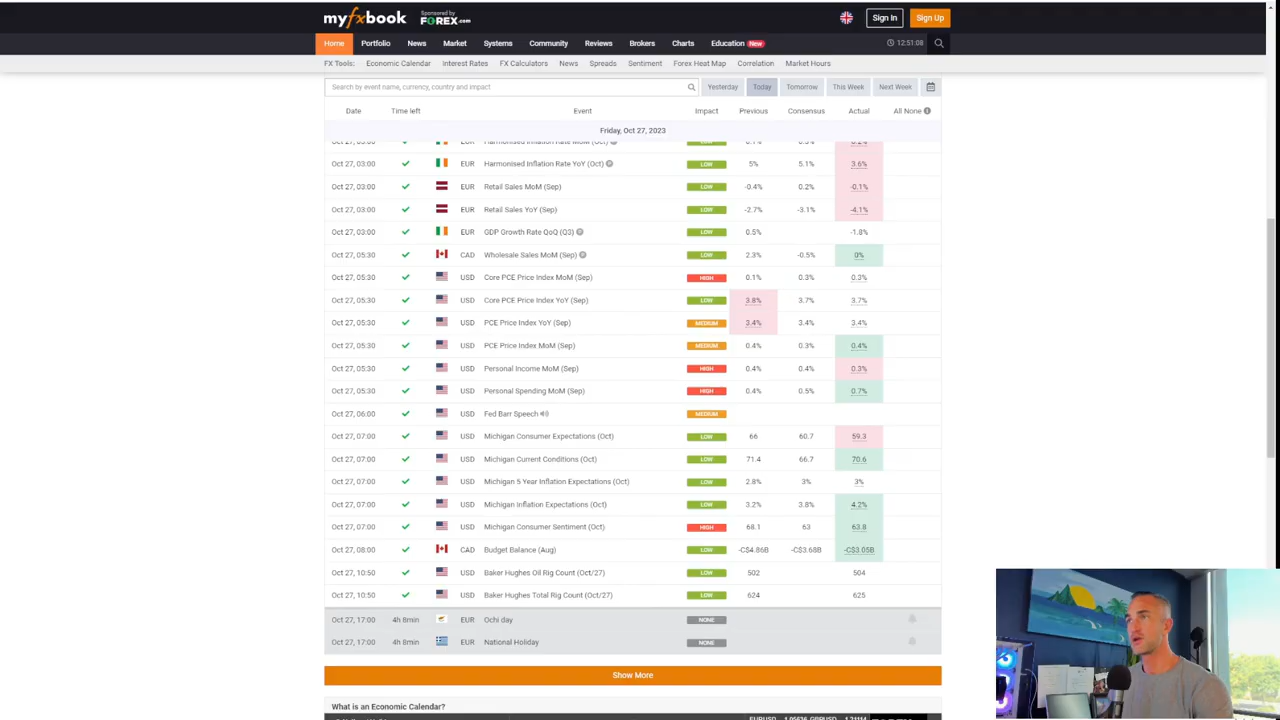 myfxbook Sponsored by FOREX.com Sign In Sign Up
Home Portfolio News Market Systems Community Reviews Brokers Charts Education New 12:51:08
FX Tools: Economic Calendar Interest Rates FX Calculators News Spreads Sentiment Forex Heat Map Correlation Market Hours
Search by event name, currency, country and impact Yesterday Today Tomorrow This Week Next Week
Date Time left Event Impact Previous Consensus Actual All None
Friday, Oct 27, 2023
Oct 27, 03:00 EUR Harmonised Inflation Rate YoY (Oct) LOW 5% 5.1% 3.6%
Oct 27, 03:00 EUR Retail Sales MoM (Sep) LOW -0.4% 0.2% -0.1%
Oct 27, 03:00 EUR Retail Sales YoY (Sep) LOW -2.7% -3.1% -4.1%
Oct 27, 03:00 EUR GDP Growth Rate QoQ (Q3) LOW 0.5% -1.8%
Oct 27, 05:30 CAD Wholesale Sales MoM (Sep) LOW 2.3% -0.5% 0%
Oct 27, 05:30 USD Core PCE Price Index MoM (Sep) HIGH 0.1% 0.3% 0.3%
Oct 27, 05:30 USD Core PCE Price Index YoY (Sep) LOW 3.8% 3.7% 3.7%
Oct 27, 05:30 USD PCE Price Index YoY (Sep) MEDIUM 3.4% 3.4% 3.4%
Oct 27, 05:30 USD PCE Price Index MoM (Sep) MEDIUM 0.4% 0.3% 0.4%
Oct 27, 05:30 USD Personal Income MoM (Sep) HIGH 0.4% 0.4% 0.3%
Oct 27, 05:30 USD Personal Spending MoM (Sep) HIGH 0.4% 0.5% 0.7%
Oct 27, 06:00 USD Fed Barr Speech MEDIUM
Oct 27, 07:00 USD Michigan Consumer Expectations (Oct) LOW 66 60.7 59.3
Oct 27, 07:00 USD Michigan Current Conditions (Oct) LOW 71.4 66.7 70.6
Oct 27, 07:00 USD Michigan 5 Year Inflation Expectations (Oct) LOW 2.8% 3% 3%
Oct 27, 07:00 USD Michigan Inflation Expectations (Oct) LOW 3.2% 3.8% 4.2%
Oct 27, 07:00 USD Michigan Consumer Sentiment (Oct) HIGH 68.1 63 63.8
Oct 27, 08:00 CAD Budget Balance (Aug) LOW -C$4.86B -C$3.68B -C$3.05B
Oct 27, 10:50 USD Baker Hughes Oil Rig Count (Oct/27) LOW 502 504
Oct 27, 10:50 USD Baker Hughes Total Rig Count (Oct/27) LOW 624 625
Oct 27, 17:00 4h 8min EUR Ochi day NONE
Oct 27, 17:00 4h 8min EUR National Holiday NONE
Show More
What is an Economic Calendar?